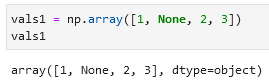 vals1 = np.array([1, None, 2, 3])
vals1
array([1, None, 2, 3], dtype=object)